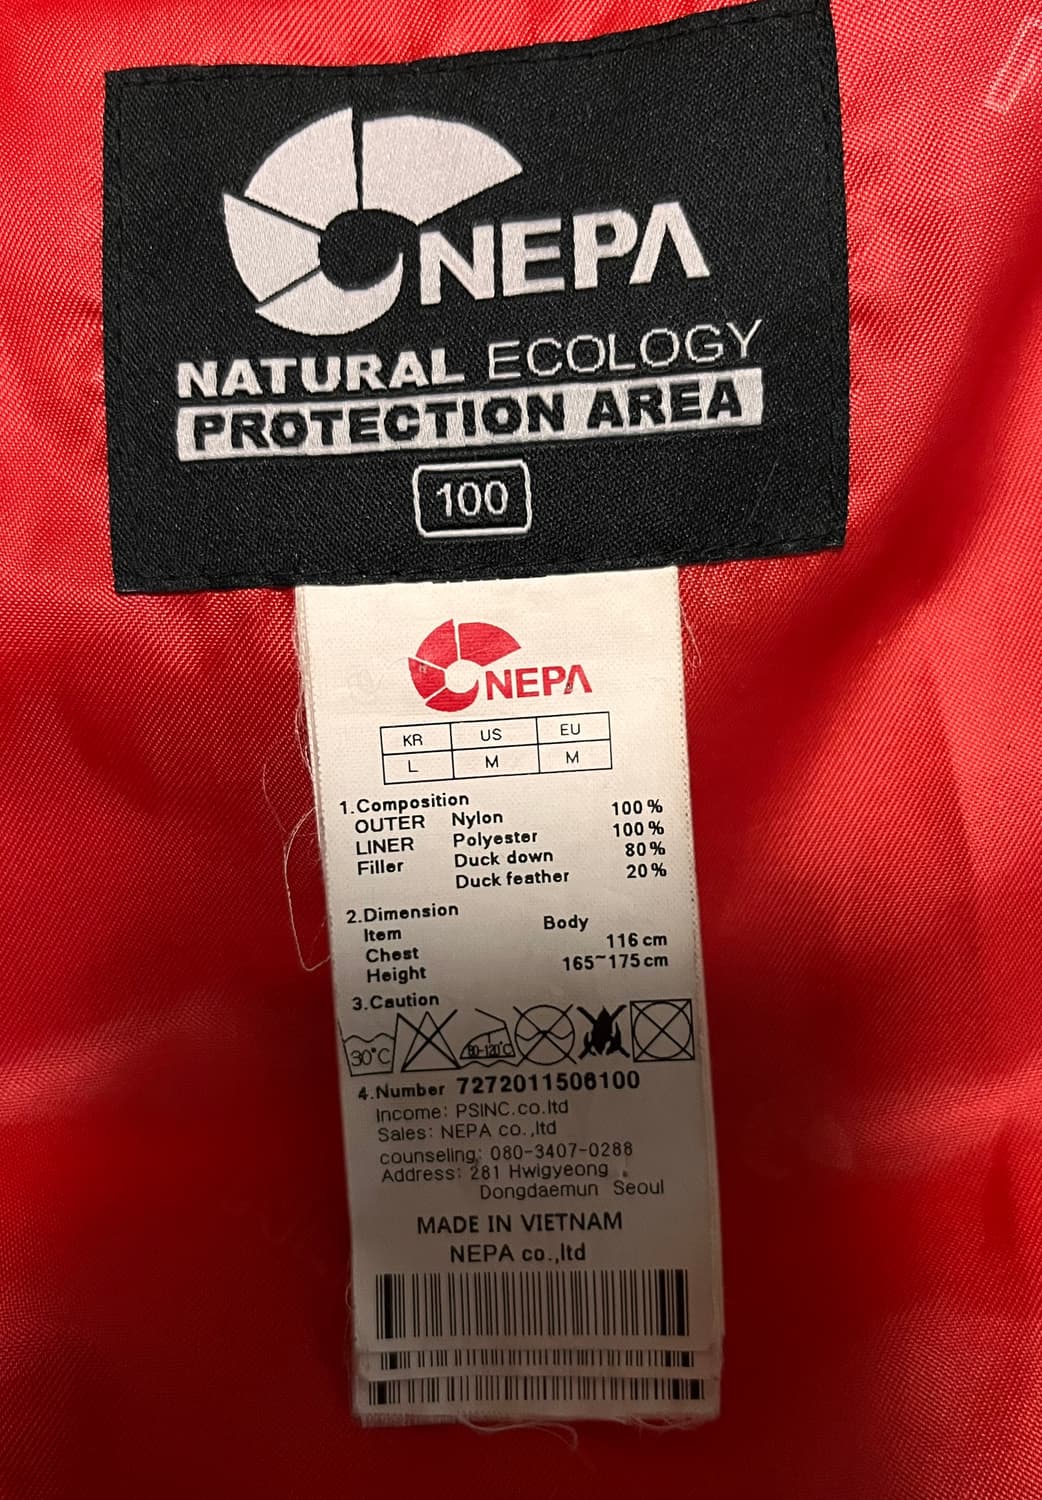 NEPA
NATURAL ECOLOGY
PROTECTION AREA
100
NEPA
KR US EU
L M M
1.Composition
OUTER Nylon 100%
LINER Polyester 100%
Filler Duck down 80%
Duck feather 20%
2.Dimension
Item Body
Chest 116cm
Height 165~175cm
3.Caution
30°C 80-120°C
4.Number 7272011506100
Income: PSINC.co.ltd
Sales: NEPA co.,ltd
counseling: 080-3407-0288
Address: 281 Hwigyeong
Dongdaemun Seoul
MADE IN VIETNAM
NEPA co.,ltd